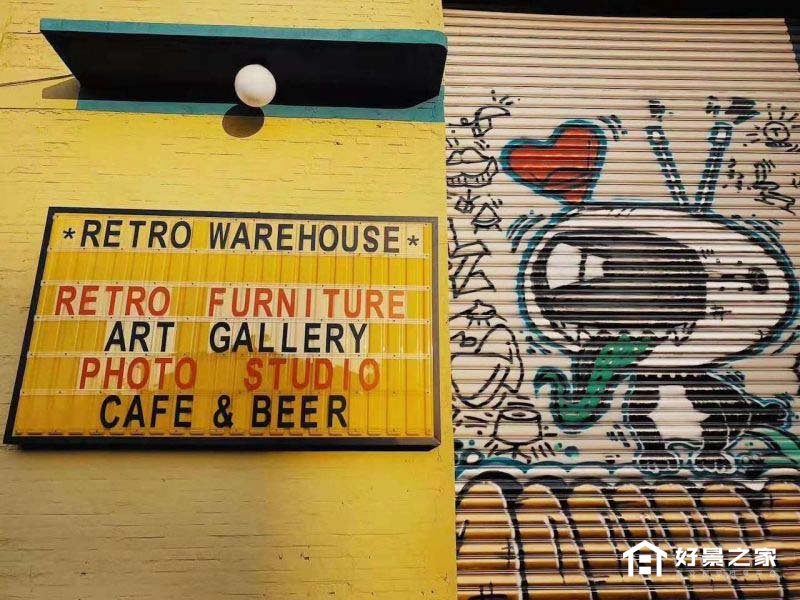 *RETRO WAREHOUSE*
RETRO FURNITURE
ART GALLERY
PHOTO STUDIO
CAFE & BEER
好景之家